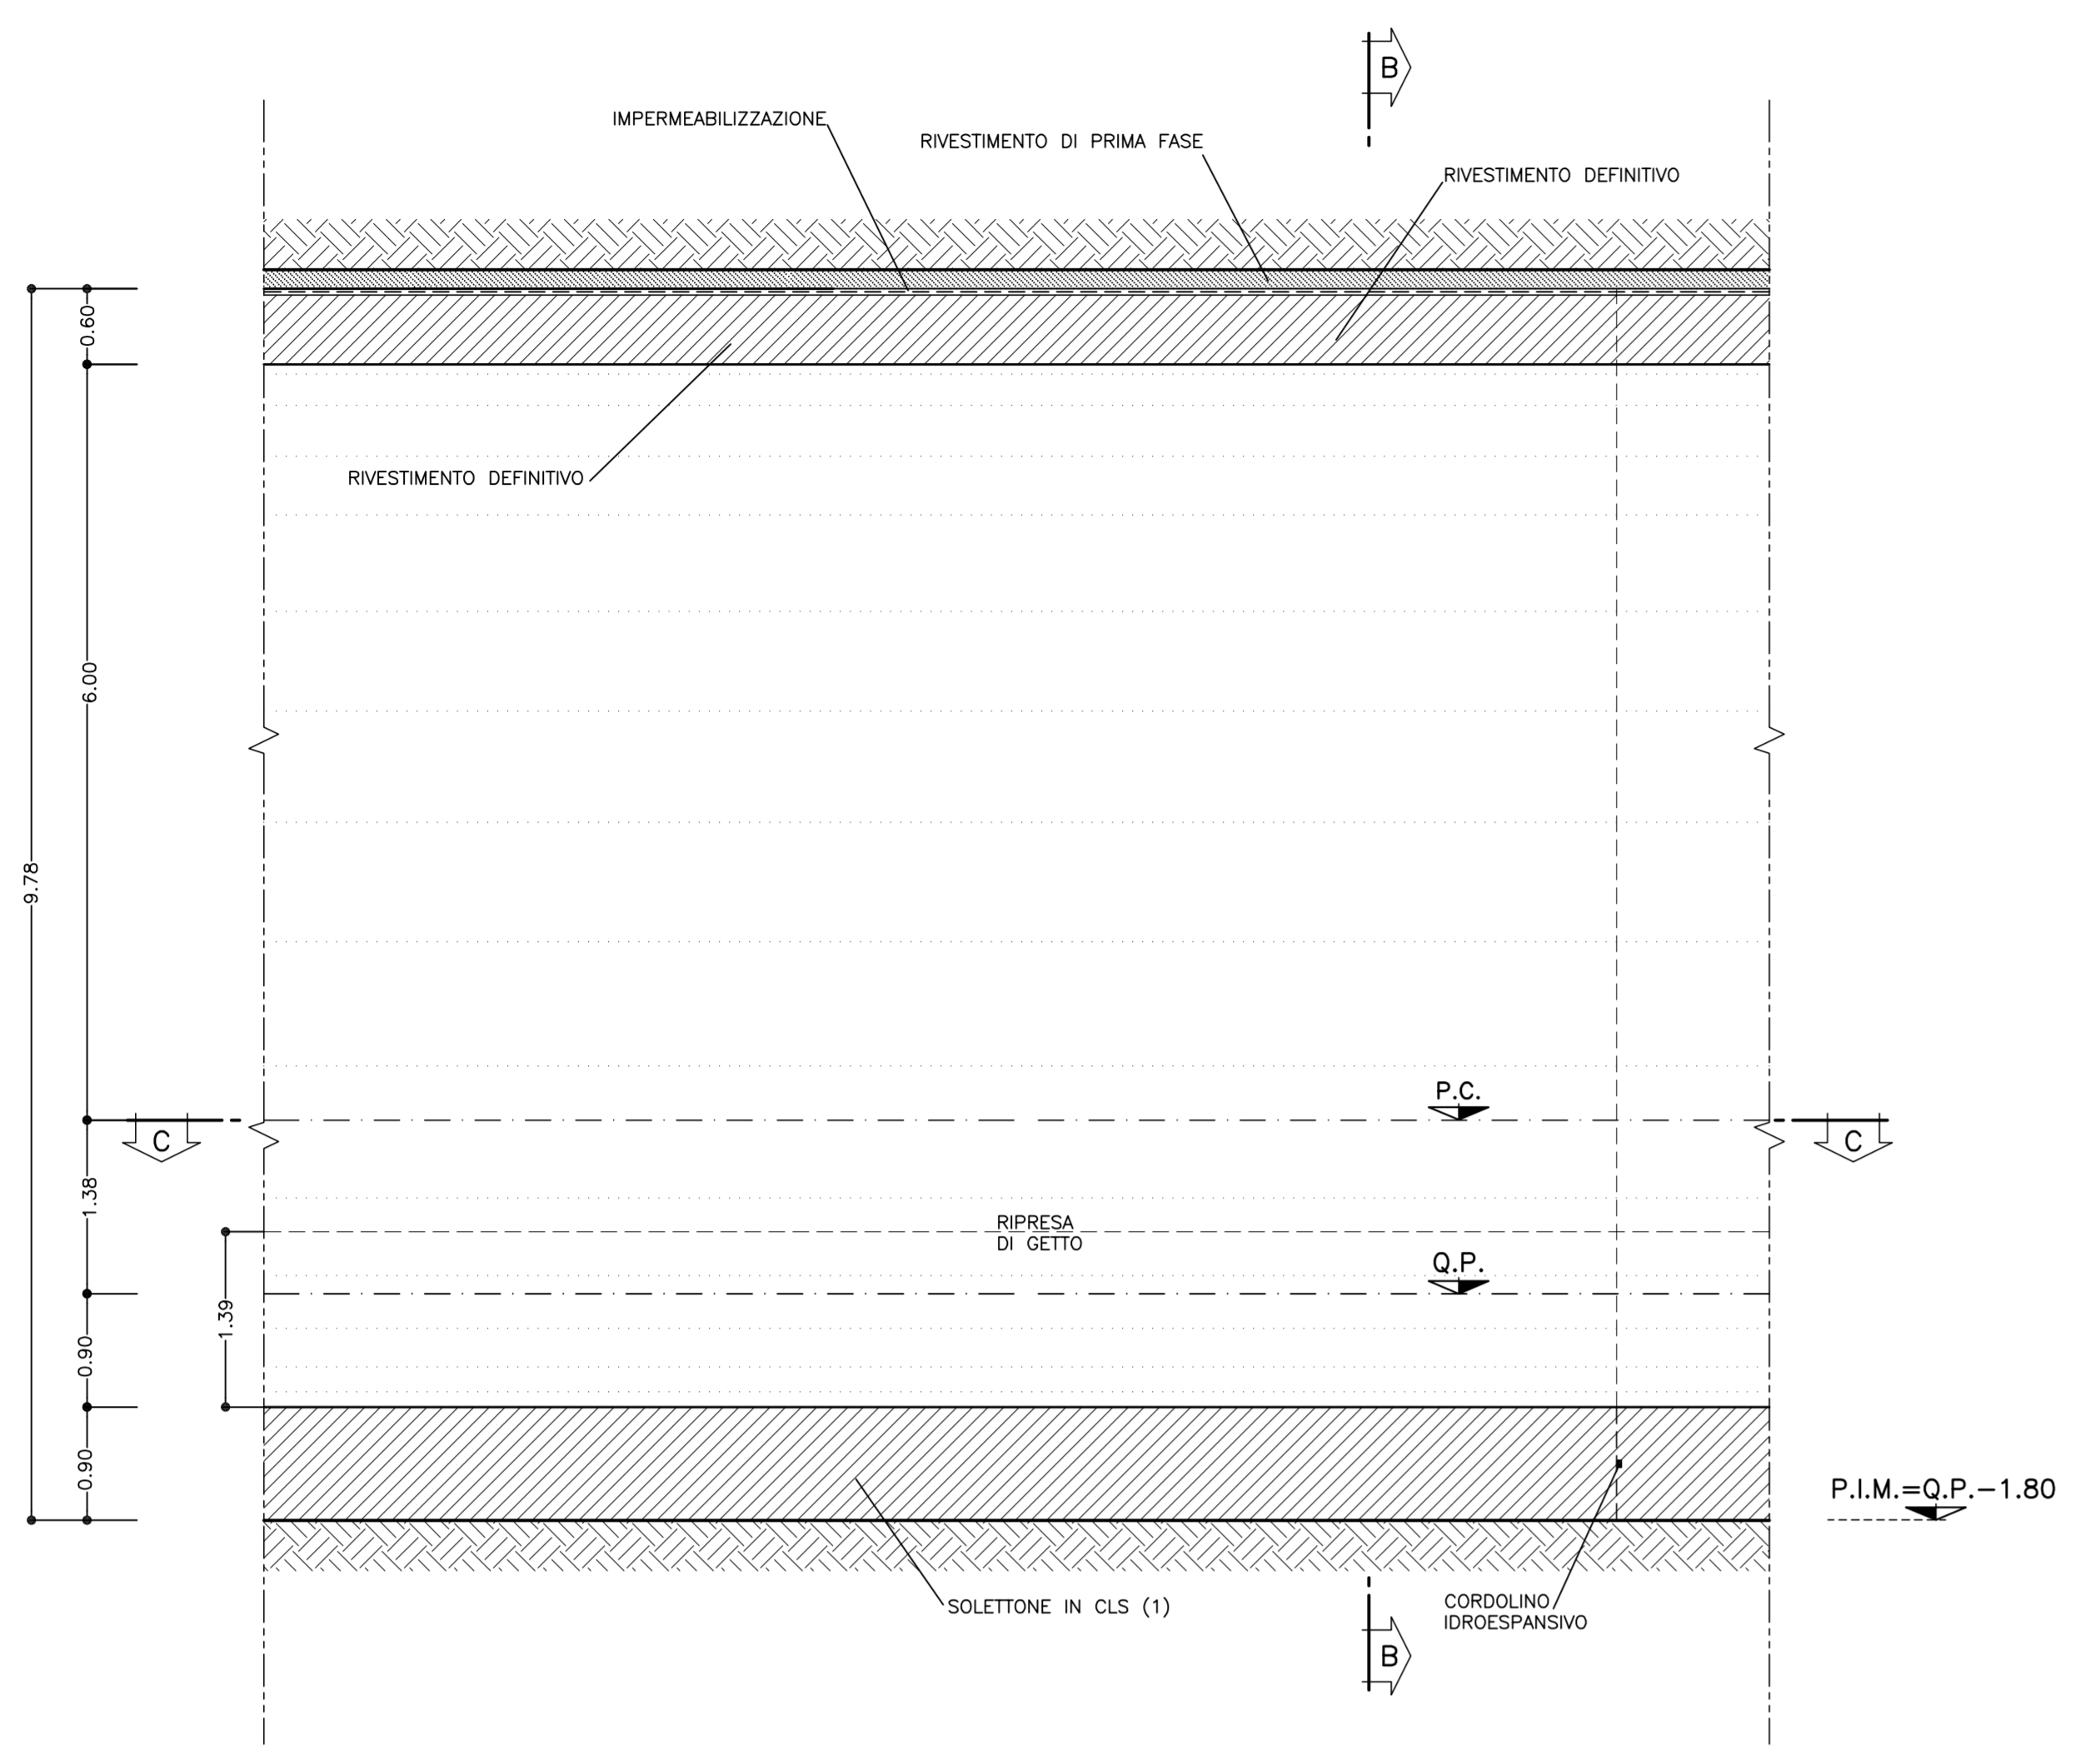 B
IMPERMEABILIZZAZIONE
RIVESTIMENTO DI PRIMA FASE
RIVESTIMENTO DEFINITIVO
0.60
RIVESTIMENTO DEFINITIVO
6.00
9.78
P.C.
C
C
1.38
RIPRESA
DI GETTO
Q.P.
1.39
0.90
0.90
P.I.M.=Q.P.-1.80
SOLETTONE IN CLS (1)
CORDOLINO
IDROESPANSIVO
B